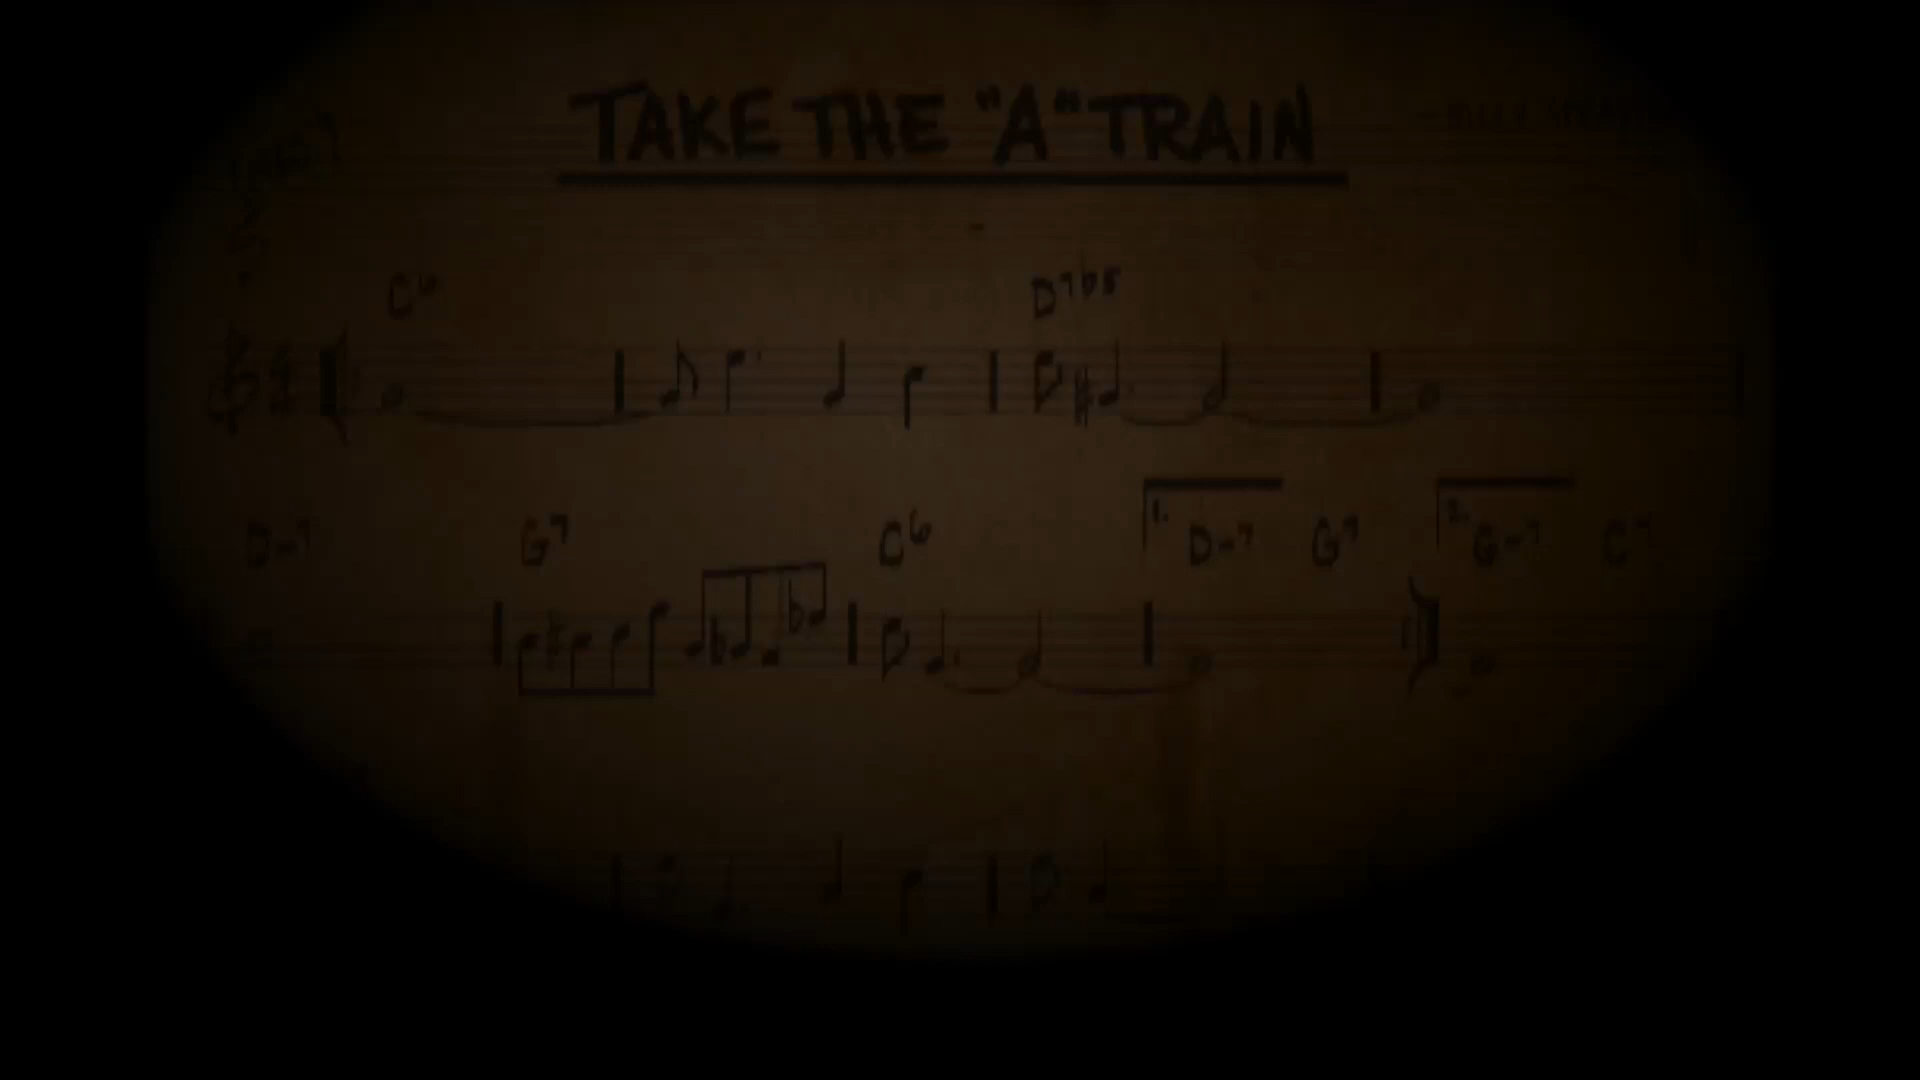 TAKE THE "A" TRAIN
C6 D7b5
D-7 G7 C6 1. D-7 G7 2. G-7 C7